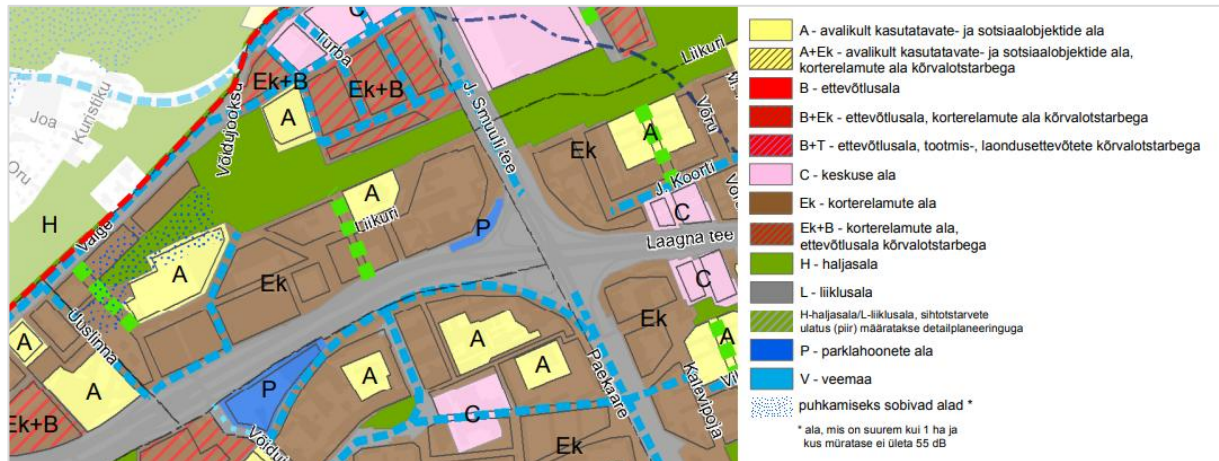 C
Turba
Liikuri
Ek+B
Ek+B
Kuristiku
Joa
Võidujooksu
A
J. Smuuli tee
Võru
A
Ek
Oru
J. Koorti
A
C
H
Valge
Liikuri
P
Laagna tee
A
Ek
C
Uuslinna
Ek
A
A
A
A
A
A
P
Paekaare
Kalevipoja
C
Ek+B
Ek
A - avalikult kasutatavate- ja sotsiaalobjektide ala
A+Ek - avalikult kasutatavate- ja sotsiaalobjektide ala,
korterelamute ala kõrvalotstarbega
B - ettevõtlusala
B+Ek - ettevõtlusala, korterelamute ala kõrvalotstarbega
B+T - ettevõtlusala, tootmis-, laondusettevõtete kõrvalotstarbega
C - keskuse ala
Ek - korterelamute ala
Ek+B - korterelamute ala,
ettevõtlusala kõrvalotstarbega
H - haljasala
L - liiklusala
H-haljasala/L-liiklusala, sihtotstarvete
ulatus (piir) määratakse detailplaneeringuga
P - parklahoonete ala
V - veemaa
puhkamiseks sobivad alad *
* ala, mis on suurem kui 1 ha ja
kus müratase ei ületa 55 dB